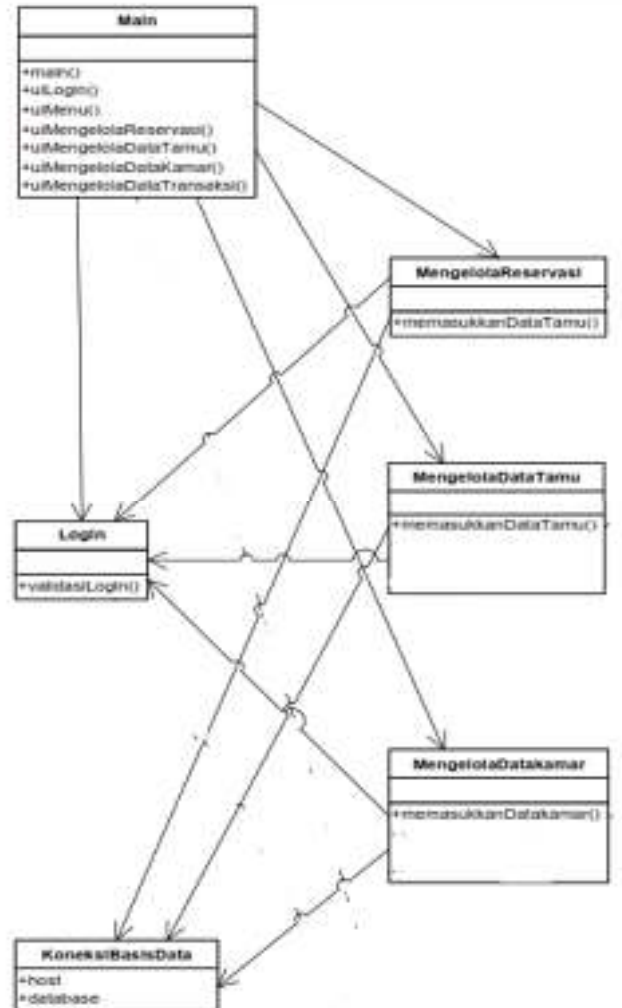 Main
+main()
+uiLogin()
+uiMenu()
+uiMengelolaReservasi()
+uiMengelolaDataTamu()
+uiMengelolaDataKamar()
+uiMengelolaDataTransaksi()
MengelolaReservasi
+memasukkanDataTamu()
MengelolaDataTamu
+memasukkanDataTamu()
Login
+validasiLogin()
MengelolaDatakamar
+memasukkanDatakamar()
KoneksiBasisData
+host
+database